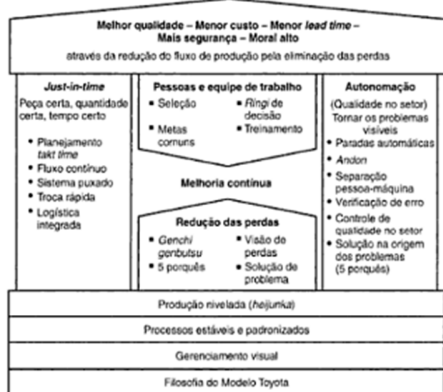 Melhor qualidade – Menor custo – Menor lead time –
Mais segurança – Moral alto
através da redução do fluxo de produção pela eliminação das perdas
Just-in-time
Peça certa, quantidade
certa, tempo certo
• Planejamento
takt time
• Fluxo contínuo
• Sistema puxado
• Troca rápida
• Logística
integrada
Pessoas e equipe de trabalho
• Seleção
• Metas
comuns
• Ringi de
decisão
• Treinamento
Melhoria contínua
Redução das perdas
• Genchi
genbutsu
• 5 porquês
• Visão de
perdas
• Solução de
problema
Autonomação
(Qualidade no setor)
Tornar os problemas
visíveis
• Paradas automáticas
• Andon
• Separação
pessoa-máquina
• Verificação de erro
• Controle de
qualidade no setor
• Solução na origem
dos problemas
(5 porquês)
Produção nivelada (heijunka)
Processos estáveis e padronizados
Gerenciamento visual
Filosofia do Modelo Toyota